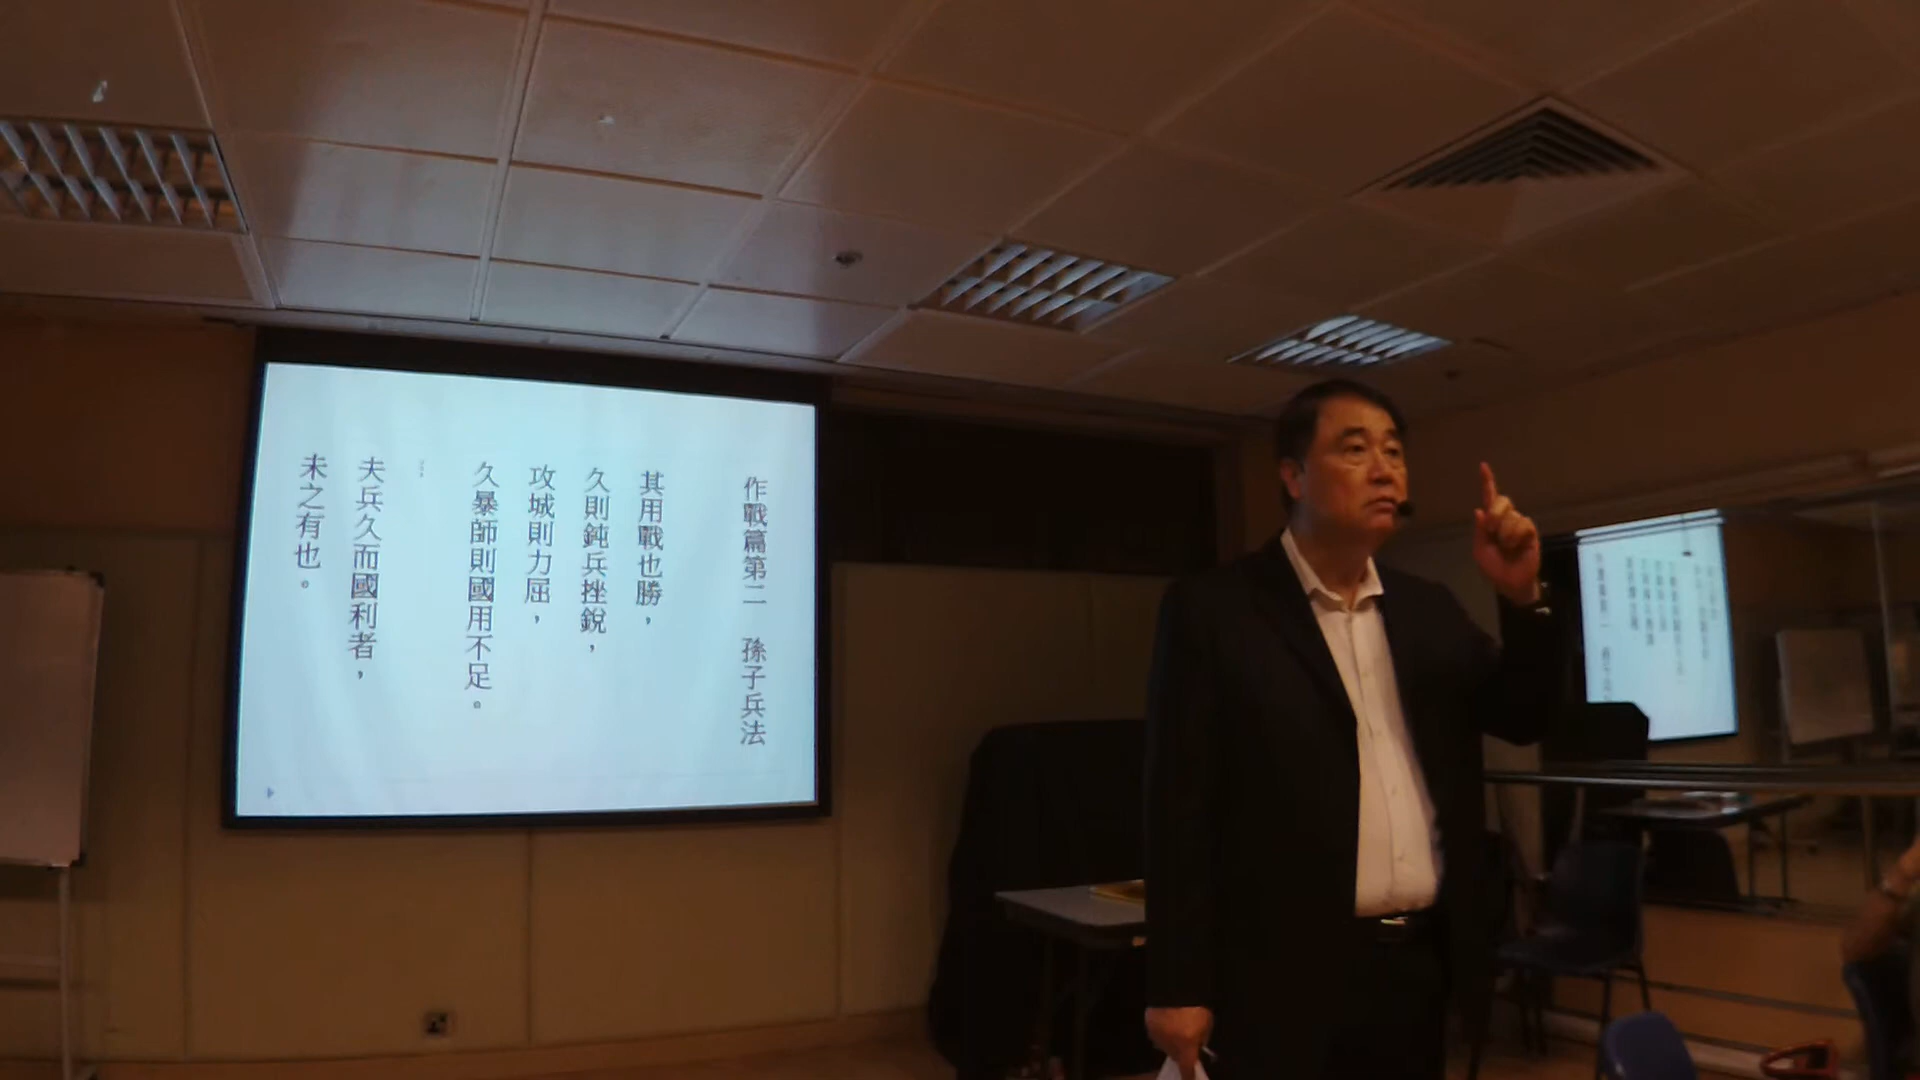 作戰篇第二　孫子兵法
其用戰也勝，
久則鈍兵挫銳，
攻城則力屈，
久暴師則國用不足。
…
夫兵久而國利者，
未之有也。